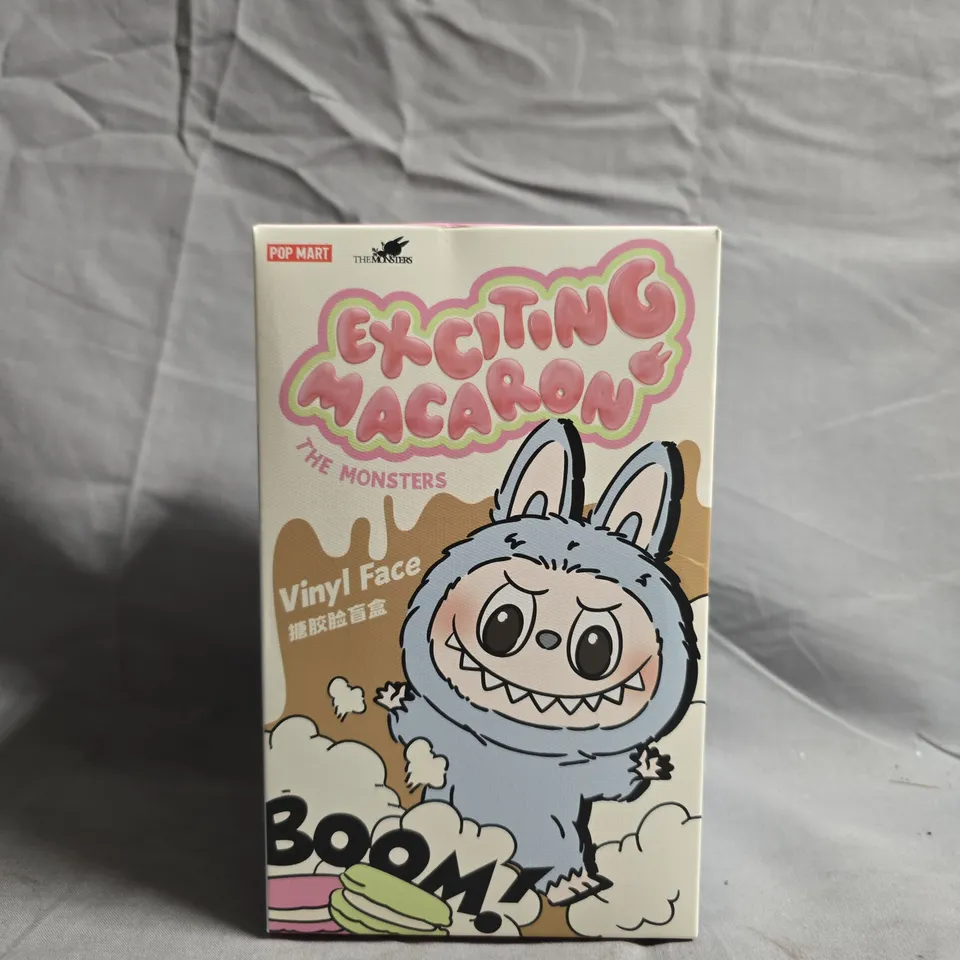 POP MART
THE MONSTERS
EXCITING
MACARON
THE MONSTERS
Vinyl Face
搪胶脸盲盒
BOOM!